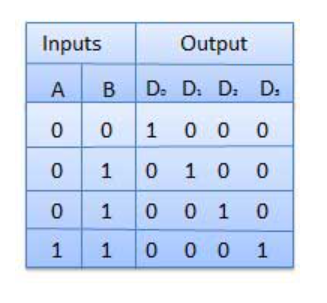 Inputs Output
A B D₀ D₁ D₂ D₃
0 0 1 0 0 0
0 1 0 1 0 0
0 1 0 0 1 0
1 1 0 0 0 1